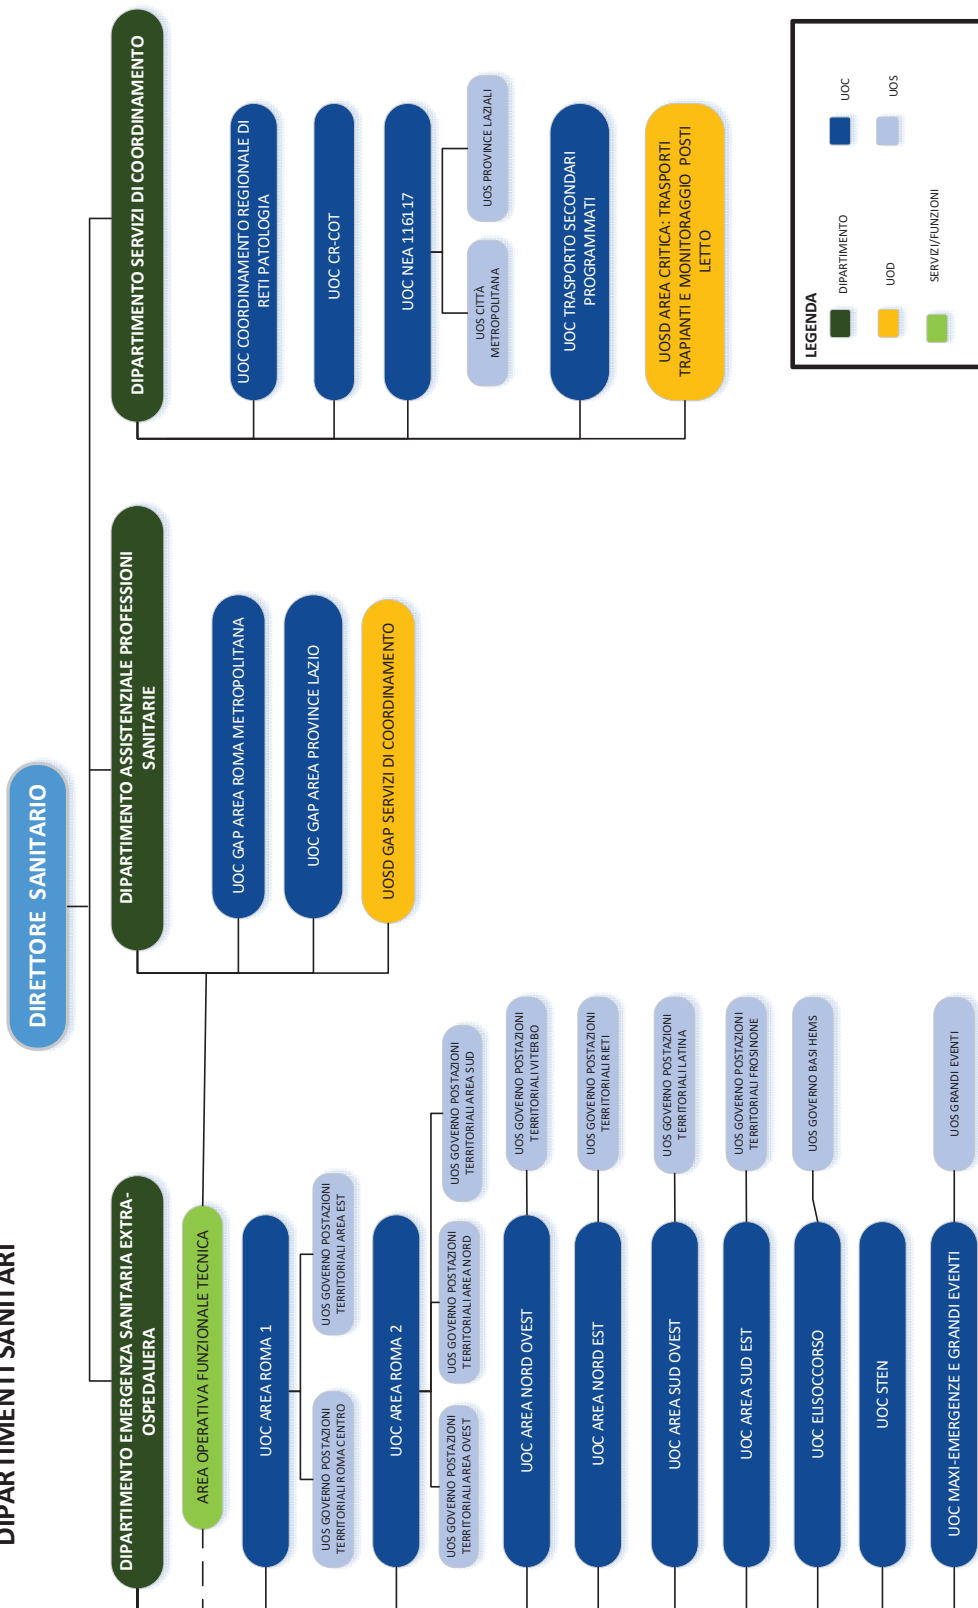 DIPARTIMENTI SANITARI
DIRETTORE SANITARIO
DIPARTIMENTO EMERGENZA SANITARIA EXTRA-
OSPEDALIERA
AREA OPERATIVA FUNZIONALE TECNICA
UOC AREA ROMA 1
UOS GOVERNO POSTAZIONI
TERRITORIALI ROMA CENTRO
UOS GOVERNO POSTAZIONI
TERRITORIALI AREA EST
UOC AREA ROMA 2
UOS GOVERNO POSTAZIONI
TERRITORIALI AREA OVEST
UOS GOVERNO POSTAZIONI
TERRITORIALI AREA NORD
UOS GOVERNO POSTAZIONI
TERRITORIALI AREA SUD
UOC AREA NORD OVEST
UOS GOVERNO POSTAZIONI
TERRITORIALI VITERBO
UOC AREA NORD EST
UOS GOVERNO POSTAZIONI
TERRITORIALI RIETI
UOC AREA SUD OVEST
UOS GOVERNO POSTAZIONI
TERRITORIALI LATINA
UOC AREA SUD EST
UOS GOVERNO POSTAZIONI
TERRITORIALI FROSINONE
UOC ELISOCCORSO
UOS GOVERNO BASI HEMS
UOC STEN
UOC MAXI-EMERGENZE E GRANDI EVENTI
UOS GRANDI EVENTI
DIPARTIMENTO ASSISTENZIALE PROFESSIONI
SANITARIE
UOC GAP AREA ROMA METROPOLITANA
UOC GAP AREA PROVINCE LAZIO
UOSD GAP SERVIZI DI COORDINAMENTO
DIPARTIMENTO SERVIZI DI COORDINAMENTO
UOC COORDINAMENTO REGIONALE DI
RETI PATOLOGIA
UOC CR-COT
UOC NEA 116117
UOS CITTÀ
METROPOLITANA
UOS PROVINCE LAZIALI
UOC TRASPORTO SECONDARI
PROGRAMMATI
UOSD AREA CRITICA: TRASPORTI
TRAPIANTI E MONITORAGGIO POSTI
LETTO
LEGENDA
DIPARTIMENTO
UOC
UOD
UOS
SERVIZI/FUNZIONI